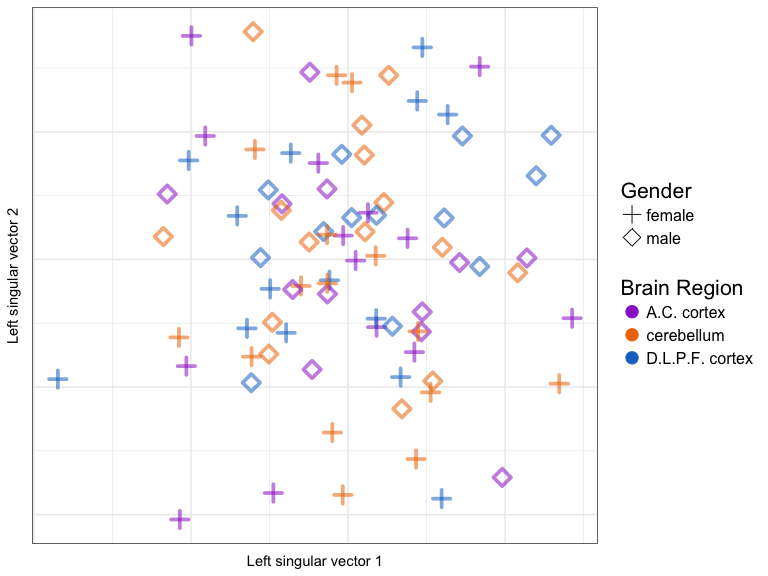 Left singular vector 2
Left singular vector 1
Gender
female
male
Brain Region
A.C. cortex
cerebellum
D.L.P.F. cortex